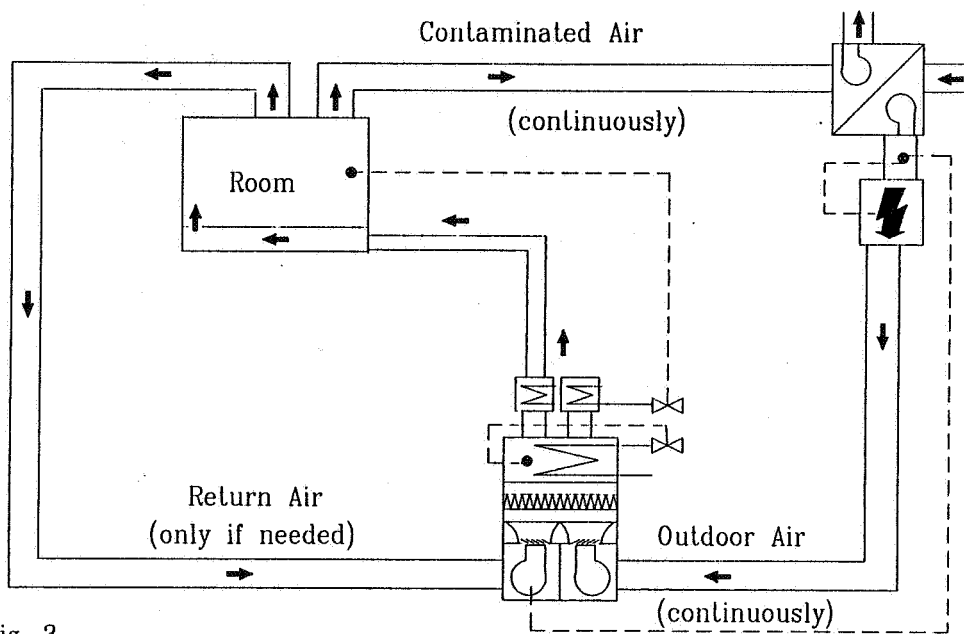 Contaminated Air
(continuously)
Room
Return Air
(only if needed)
Outdoor Air
(continuously)